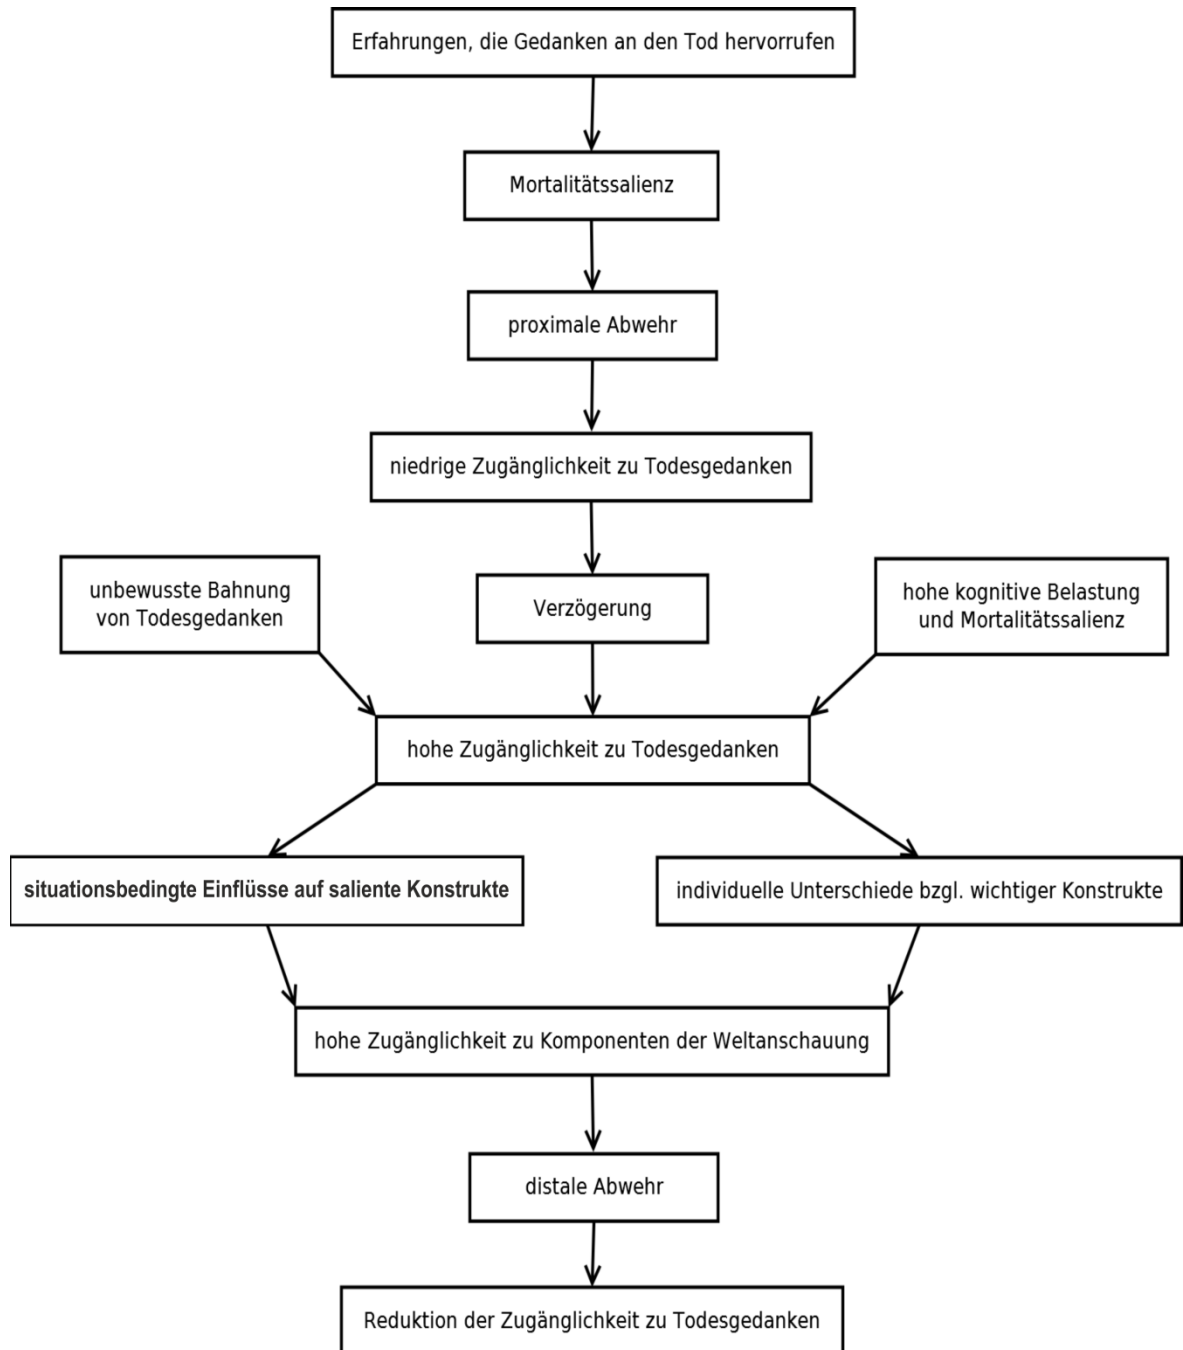 Erfahrungen, die Gedanken an den Tod hervorrufen
Mortalitätssalienz
proximale Abwehr
niedrige Zugänglichkeit zu Todesgedanken
unbewusste Bahnung
von Todesgedanken
Verzögerung
hohe kognitive Belastung
und Mortalitätssalienz
hohe Zugänglichkeit zu Todesgedanken
situationsbedingte Einflüsse auf saliente Konstrukte
individuelle Unterschiede bzgl. wichtiger Konstrukte
hohe Zugänglichkeit zu Komponenten der Weltanschauung
distale Abwehr
Reduktion der Zugänglichkeit zu Todesgedanken